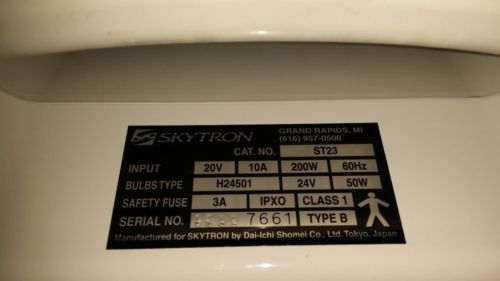 SKYTRON
GRAND RAPIDS, MI
(616) 957-0500
CAT. NO. ST23
INPUT 20V 10A 200W 60Hz
BULBS TYPE H24501 24V 50W
SAFETY FUSE 3A IPXO CLASS 1
SERIAL NO. 7661 TYPE B
Manufactured for SKYTRON by Dai-Ichi Shomei Co., Ltd. Tokyo, Japan